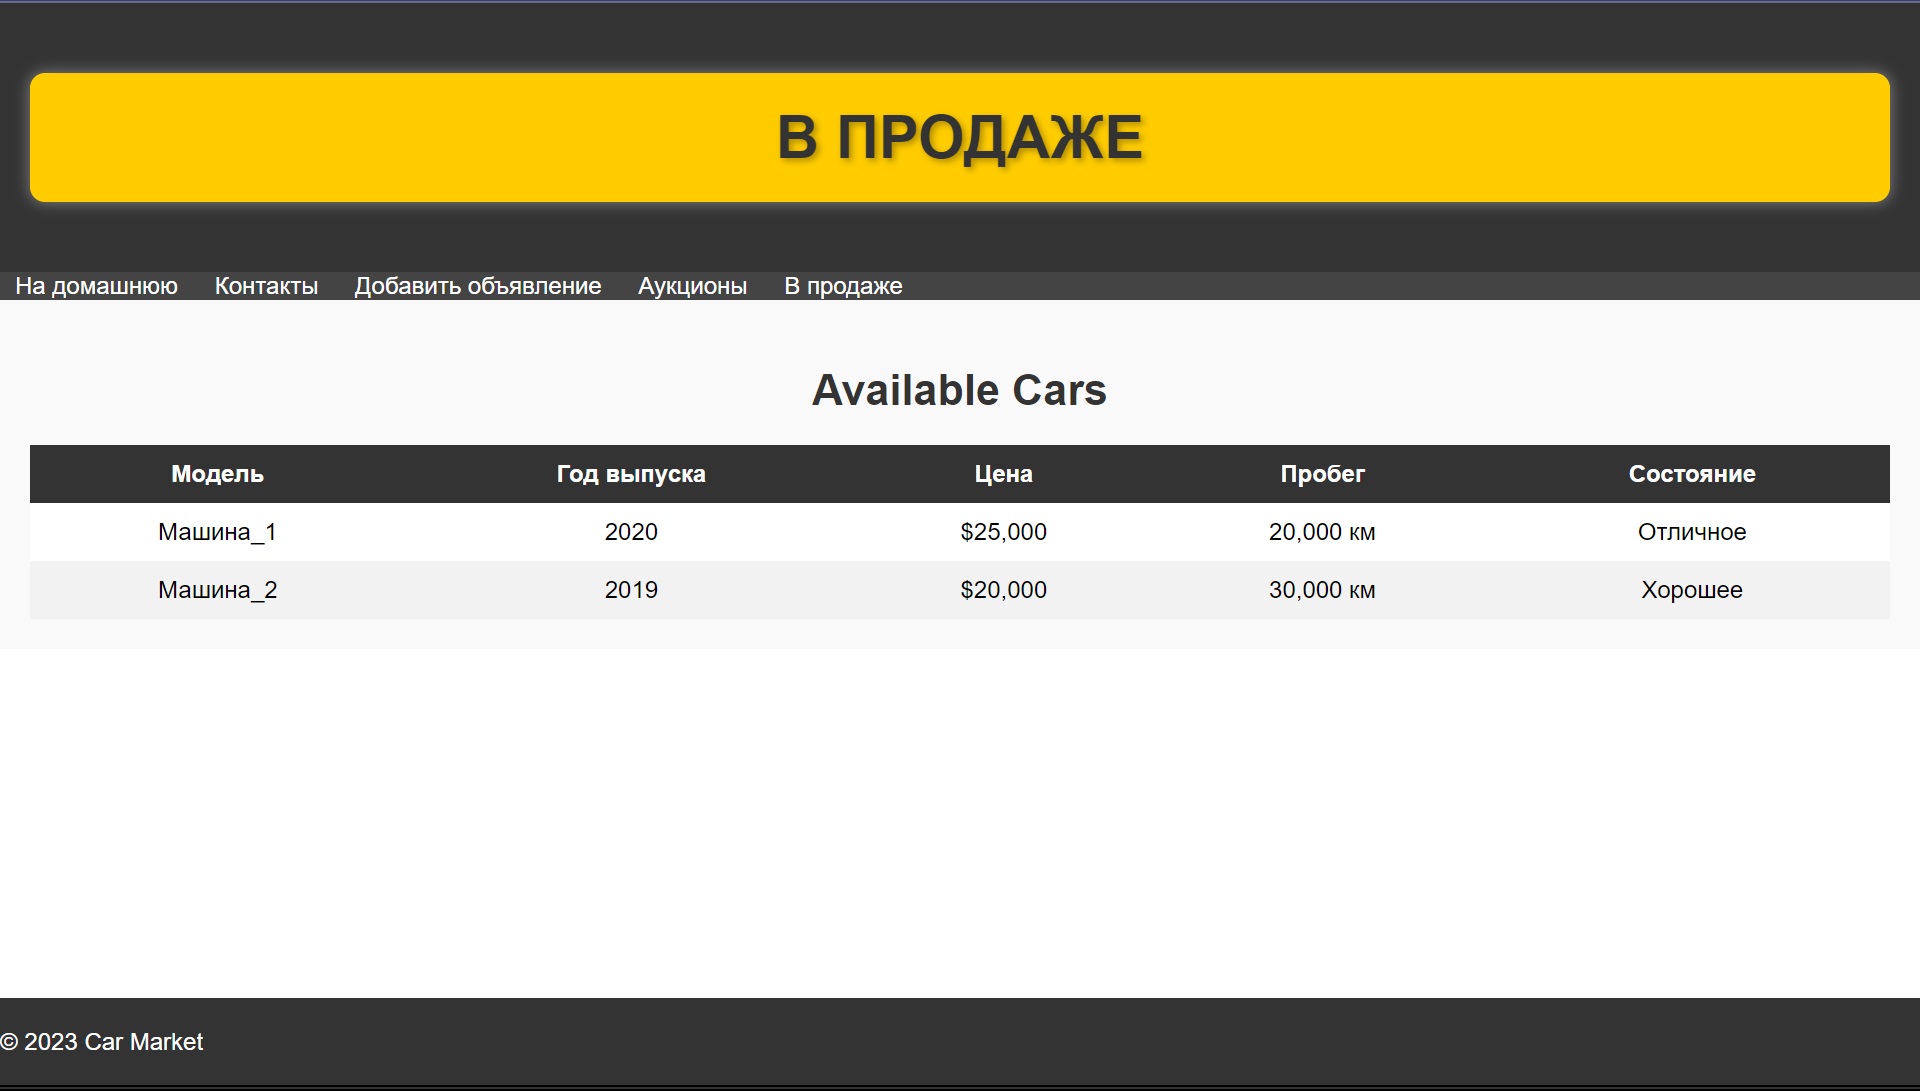 В ПРОДАЖЕ
На домашнюю Контакты Добавить объявление Аукционы В продаже
Available Cars
Модель Год выпуска Цена Пробег Состояние
Машина_1 2020 $25,000 20,000 км Отличное
Машина_2 2019 $20,000 30,000 км Хорошее
© 2023 Car Market